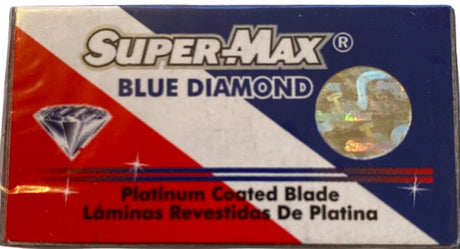 SUPER-MAX ®
BLUE DIAMOND
Platinum Coated Blade
Láminas Revestidas De Platina